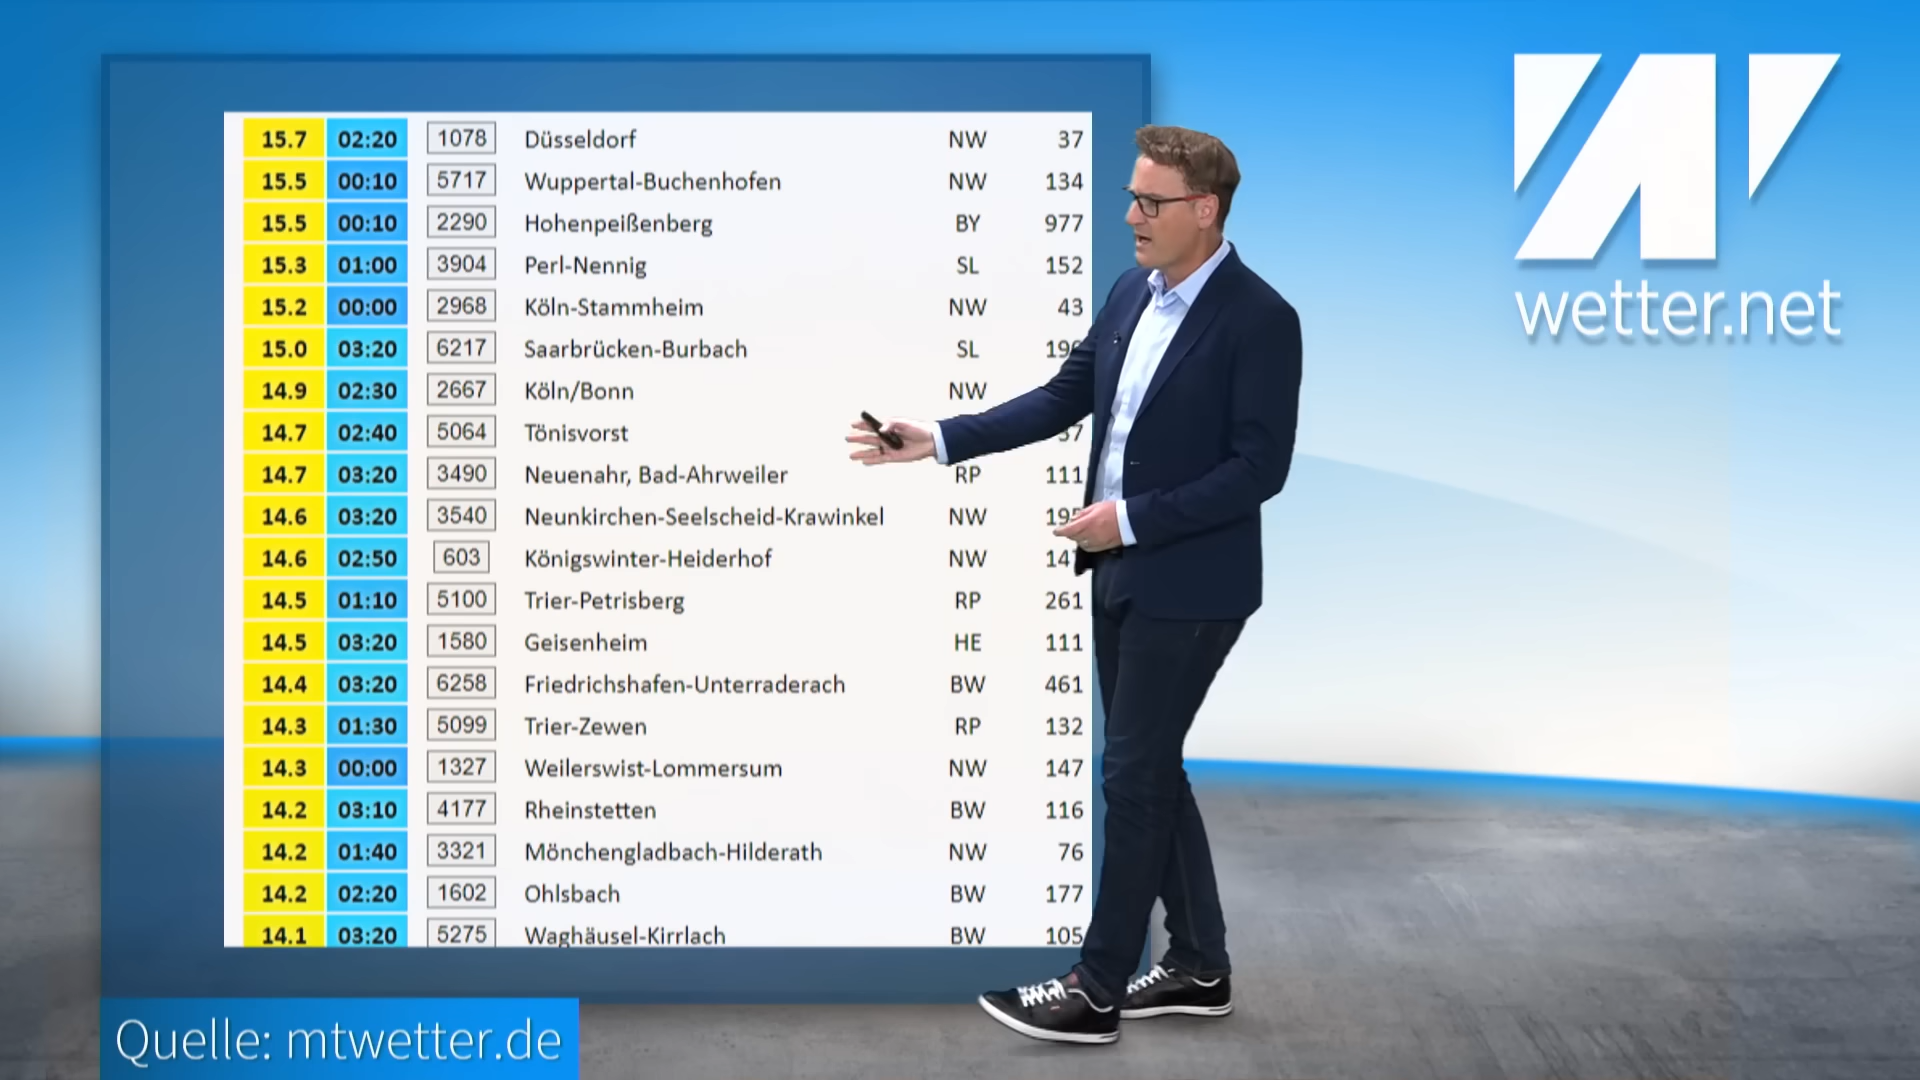 15.7 02:20 1078 Düsseldorf NW 37
15.5 00:10 5717 Wuppertal-Buchenhofen NW 134
15.5 00:10 2290 Hohenpeißenberg BY 977
15.3 01:00 3904 Perl-Nennig SL 152
15.2 00:00 2968 Köln-Stammheim NW 43
15.0 03:20 6217 Saarbrücken-Burbach SL
14.9 02:30 2667 Köln/Bonn NW
14.7 02:40 5064 Tönisvorst 37
14.7 03:20 3490 Neuenahr, Bad-Ahrweiler RP 111
14.6 03:20 3540 Neunkirchen-Seelscheid-Krawinkel NW 195
14.6 02:50 603 Königswinter-Heiderhof NW
14.5 01:10 5100 Trier-Petrisberg RP 261
14.5 03:20 1580 Geisenheim HE 111
14.4 03:20 6258 Friedrichshafen-Unterraderach BW 461
14.3 01:30 5099 Trier-Zewen RP 132
14.3 00:00 1327 Weilerswist-Lommersum NW 147
14.2 03:10 4177 Rheinstetten BW 116
14.2 01:40 3321 Mönchengladbach-Hilderath NW 76
14.2 02:20 1602 Ohlsbach BW 177
14.1 03:20 5275 Waghäusel-Kirrlach BW 105
wetter.net
Quelle: mtwetter.de